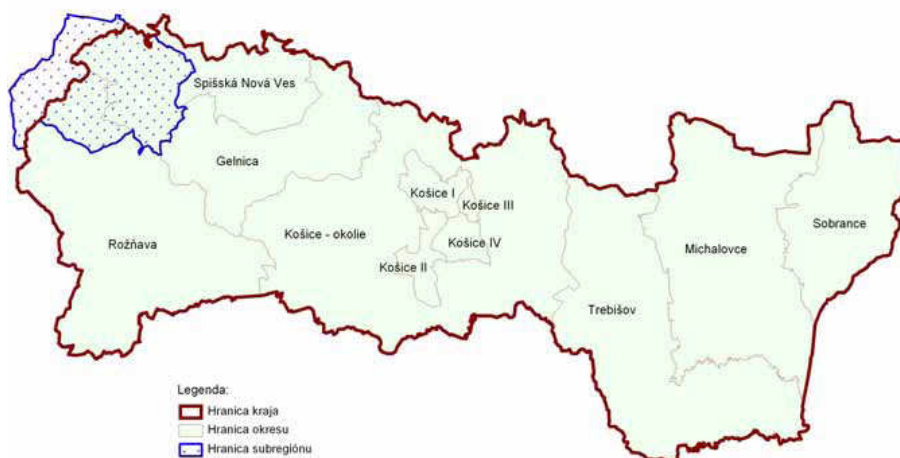 Spišská Nová Ves
Gelnica
Košice I
Košice III
Sobrance
Košice - okolie
Košice IV
Michalovce
Rožňava
Košice II
Trebišov
Legenda:
Hranica kraja
Hranica okresu
Hranica subregiónu